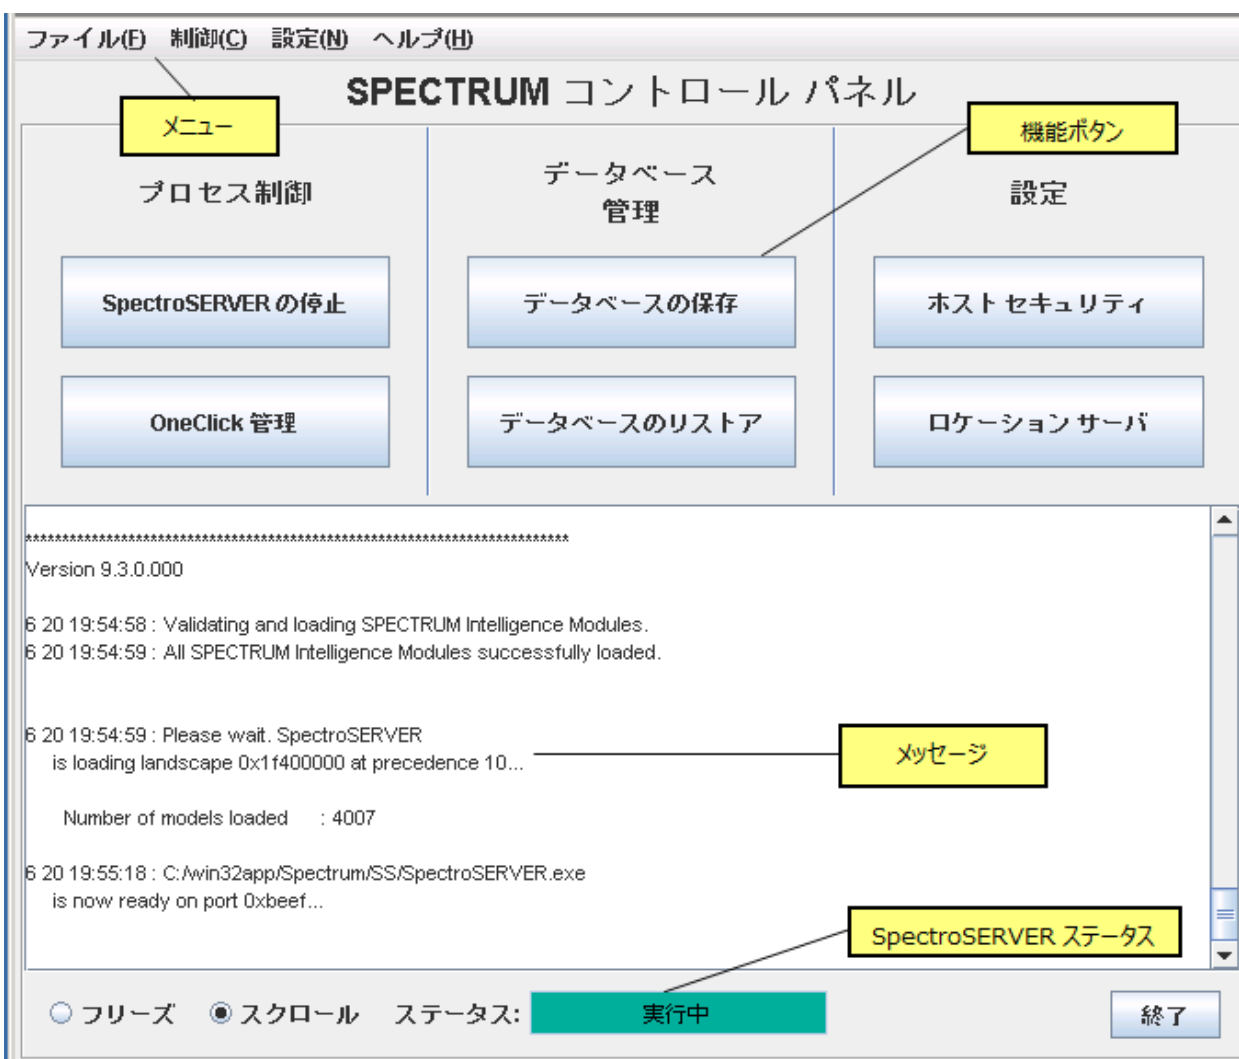 ファイル(F) 制御(C) 設定(N) ヘルプ(H)
SPECTRUM コントロール パネル
メニュー
機能ボタン
プロセス制御
データベース
管理
設定
SpectroSERVER の停止
データベースの保存
ホスト セキュリティ
OneClick 管理
データベースのリストア
ロケーション サーバ
**************************************************************************
Version 9.3.0.000
6 20 19:54:58 : Validating and loading SPECTRUM Intelligence Modules.
6 20 19:54:59 : All SPECTRUM Intelligence Modules successfully loaded.
6 20 19:54:59 : Please wait. SpectroSERVER
is loading landscape 0x1f400000 at precedence 10...
メッセージ
Number of models loaded : 4007
6 20 19:55:18 : C:/win32app/Spectrum/SS/SpectroSERVER.exe
is now ready on port 0xbeef...
SpectroSERVER ステータス
フリーズ スクロール ステータス: 実行中 終了